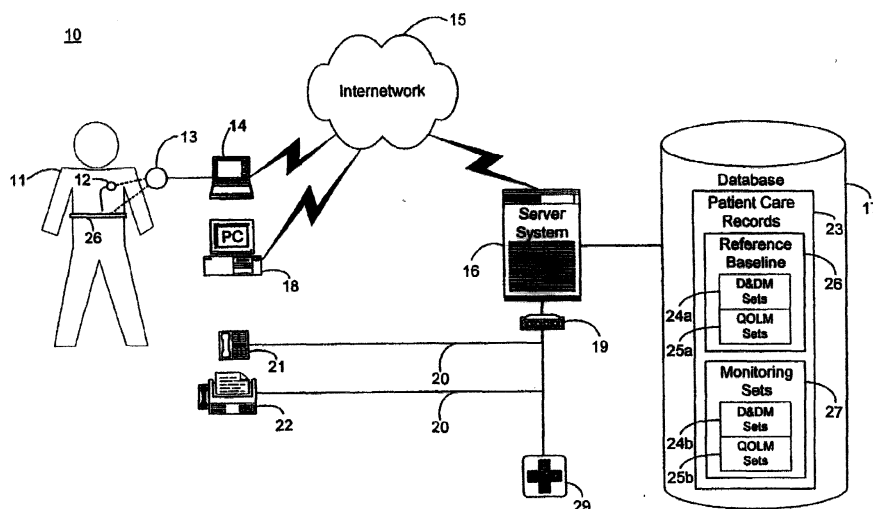 10
15
Internetwork
13
14
11
12
26
PC
18
Server
System
16
19
21
20
22
20
29
Database
Patient Care
Records
23
Reference
Baseline
26
D&DM
Sets
24a
QOLM
Sets
25a
Monitoring
Sets
27
D&DM
Sets
24b
QOLM
Sets
25b